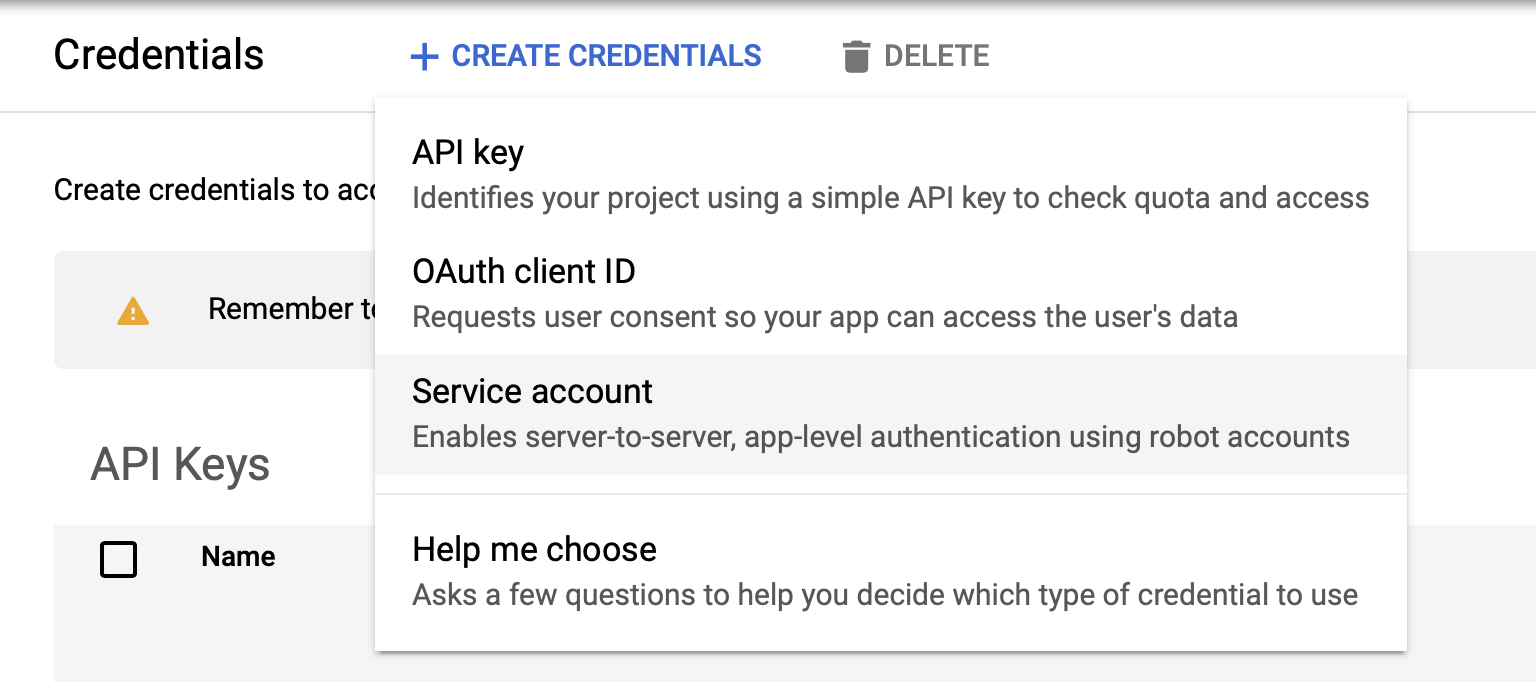 Credentials
CREATE CREDENTIALS
DELETE
API key
Identifies your project using a simple API key to check quota and access
Create credentials to
OAuth client ID
Requests user consent so your app can access the user's data
Remember
Service account
Enables server-to-server, app-level authentication using robot accounts
API Keys
Help me choose
Name
Asks a few questions to help you decide which type of credential to use